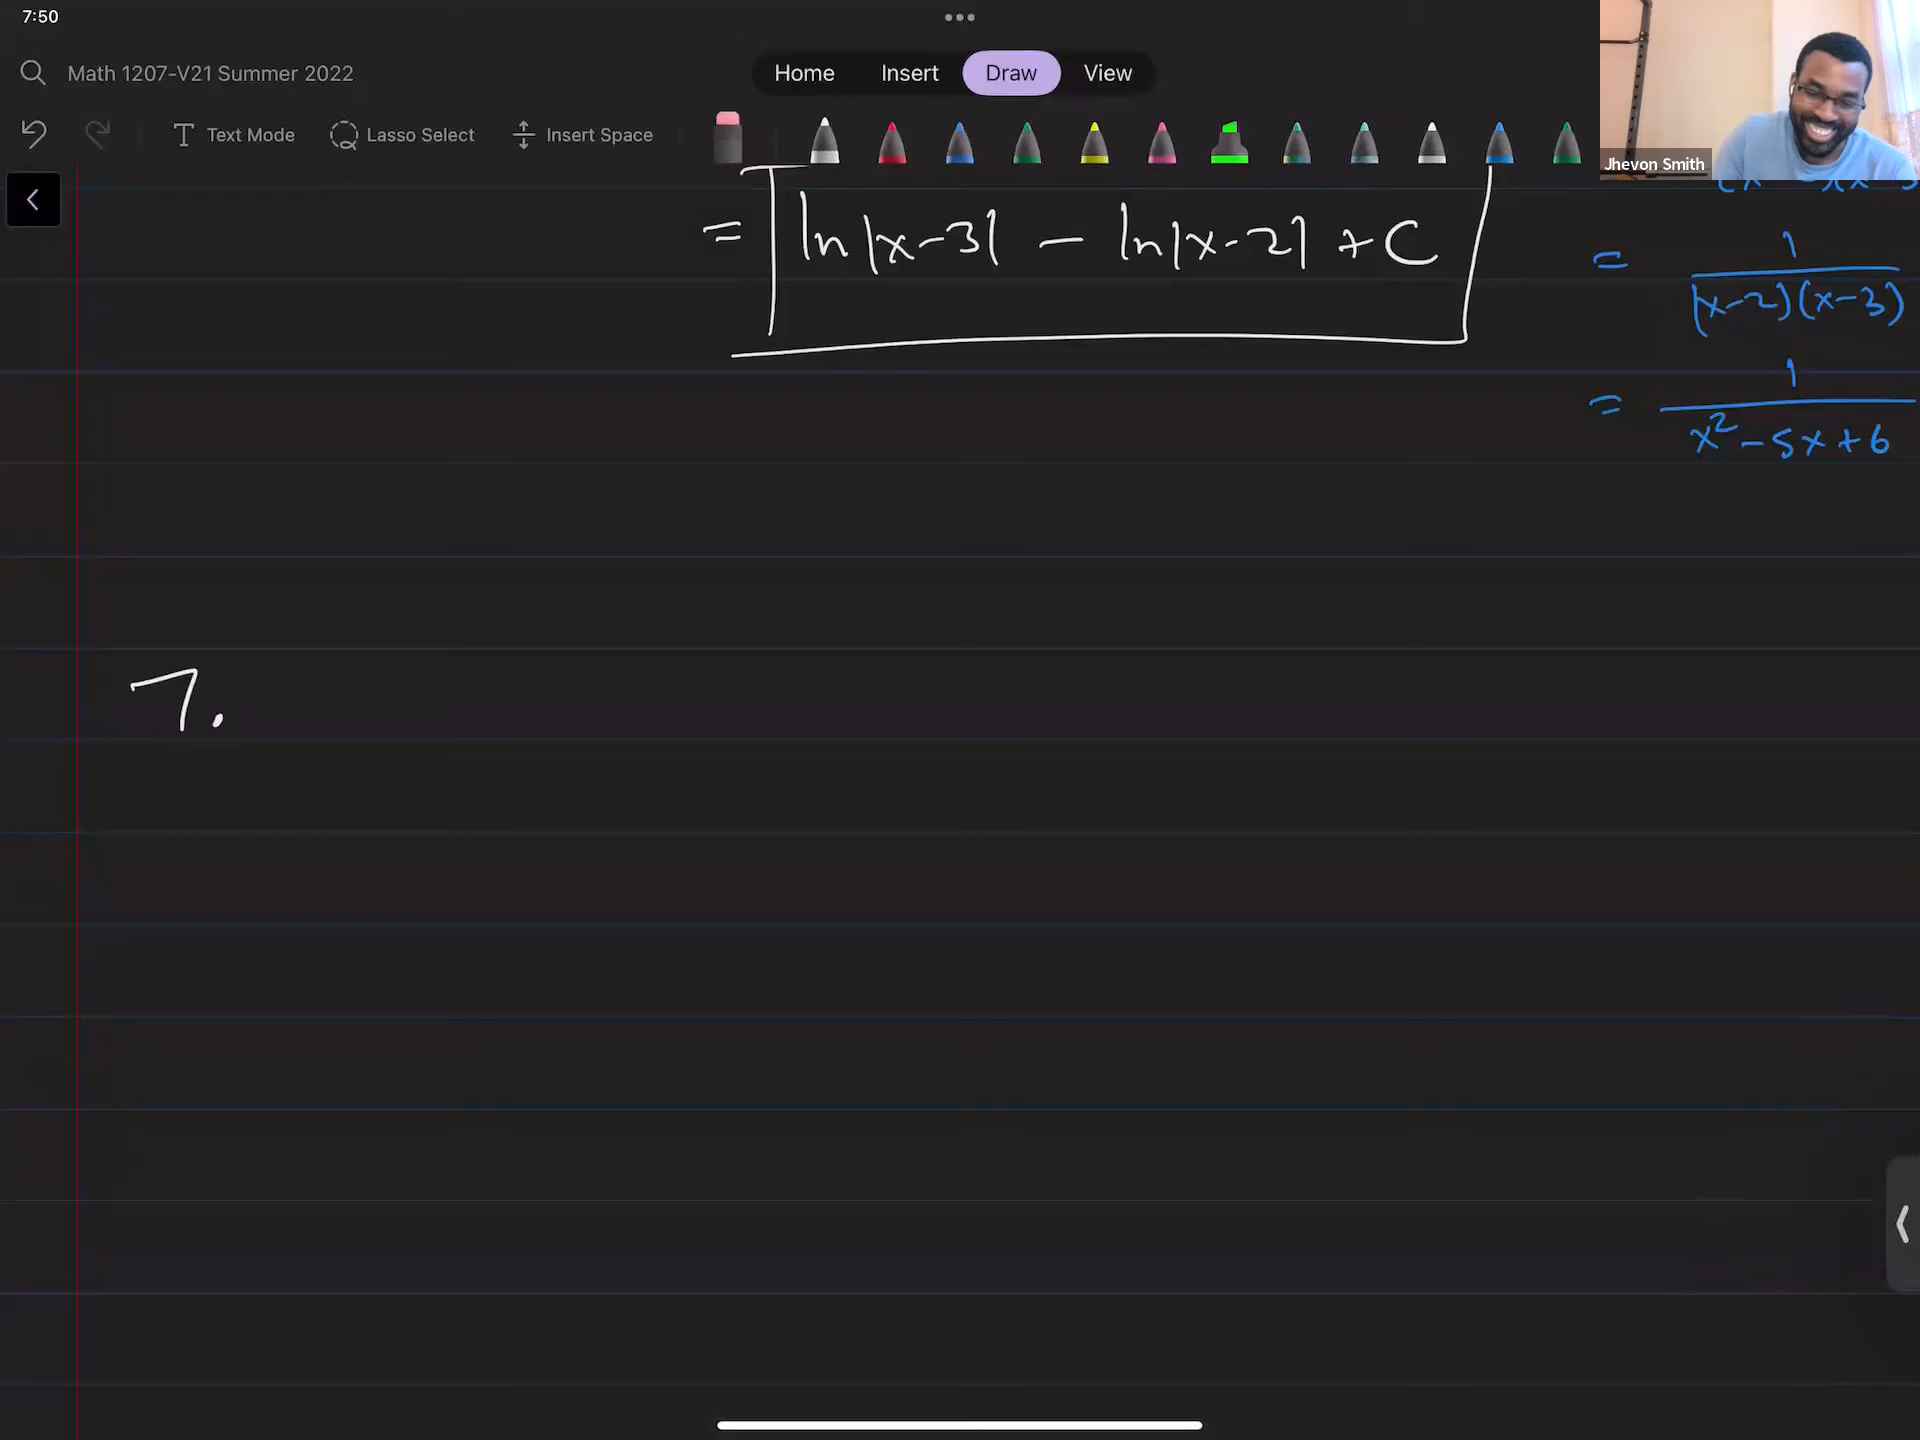 7:50
Math 1207-V21 Summer 2022
Home Insert Draw View
Text Mode Lasso Select Insert Space
Jhevon Smith
= ln|x-3| - ln|x-2| + C
= 1/((x-2)(x-3))
= 1/(x²-5x+6)
7.